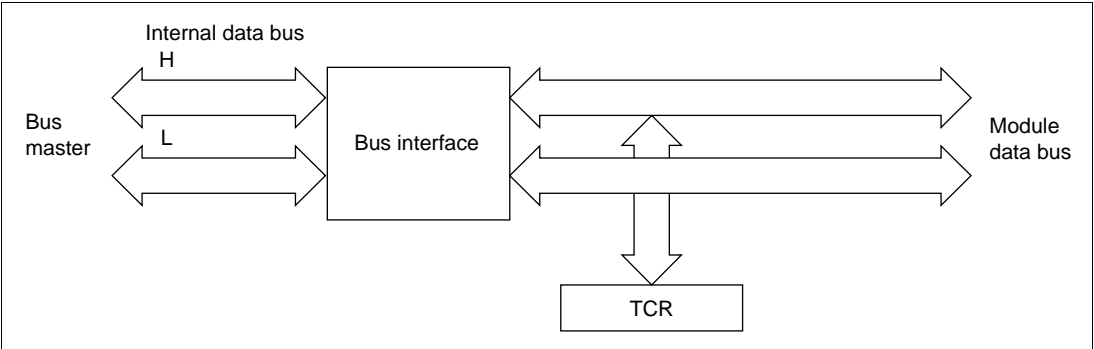 Internal data bus
H
Bus
master
L
Bus interface
Module
data bus
TCR